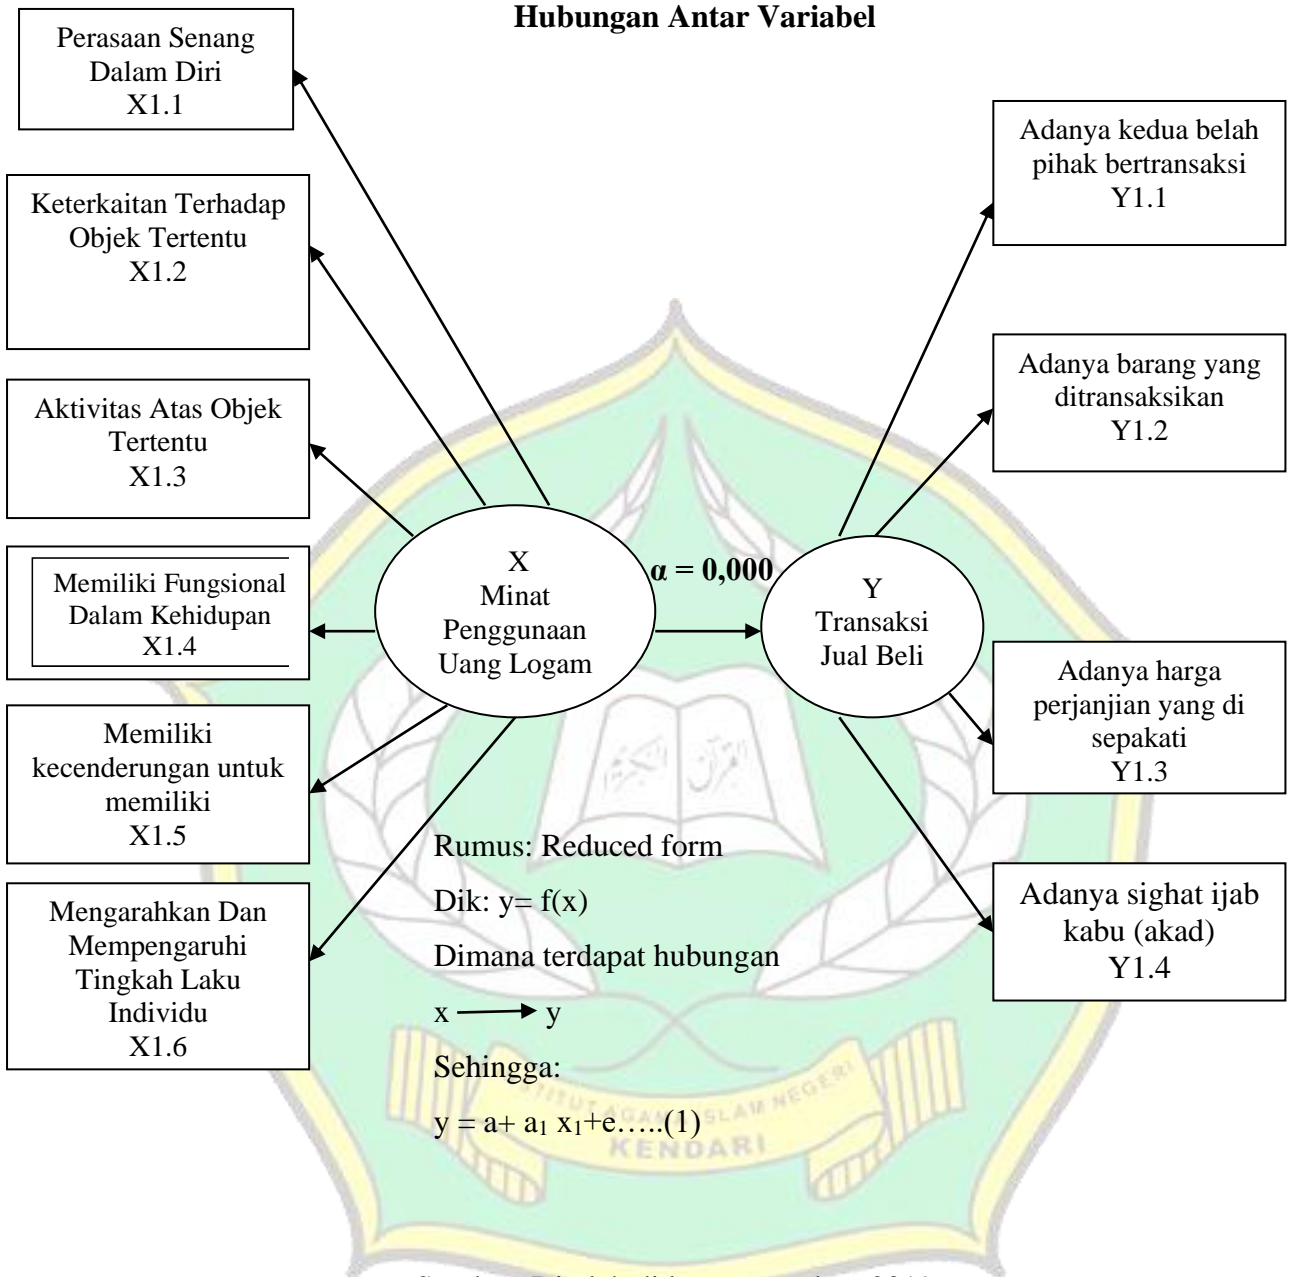 Hubungan Antar Variabel
Perasaan Senang
Dalam Diri
X1.1
Keterkaitan Terhadap
Objek Tertentu
X1.2
Aktivitas Atas Objek
Tertentu
X1.3
Memiliki Fungsional
Dalam Kehidupan
X1.4
Memiliki
kecenderungan untuk
memiliki
X1.5
Mengarahkan Dan
Mempengaruhi
Tingkah Laku
Individu
X1.6
X
Minat
Penggunaan
Uang Logam
α = 0,000
Y
Transaksi
Jual Beli
Adanya kedua belah
pihak bertransaksi
Y1.1
Adanya barang yang
ditransaksikan
Y1.2
Adanya harga
perjanjian yang di
sepakati
Y1.3
Adanya sighat ijab
kabu (akad)
Y1.4
Rumus: Reduced form
Dik: y= f(x)
Dimana terdapat hubungan
x → y
Sehingga:
y = a+ a₁ x₁+e…..(1)
INSTITUT AGAMA ISLAM NEGERI
KENDARI